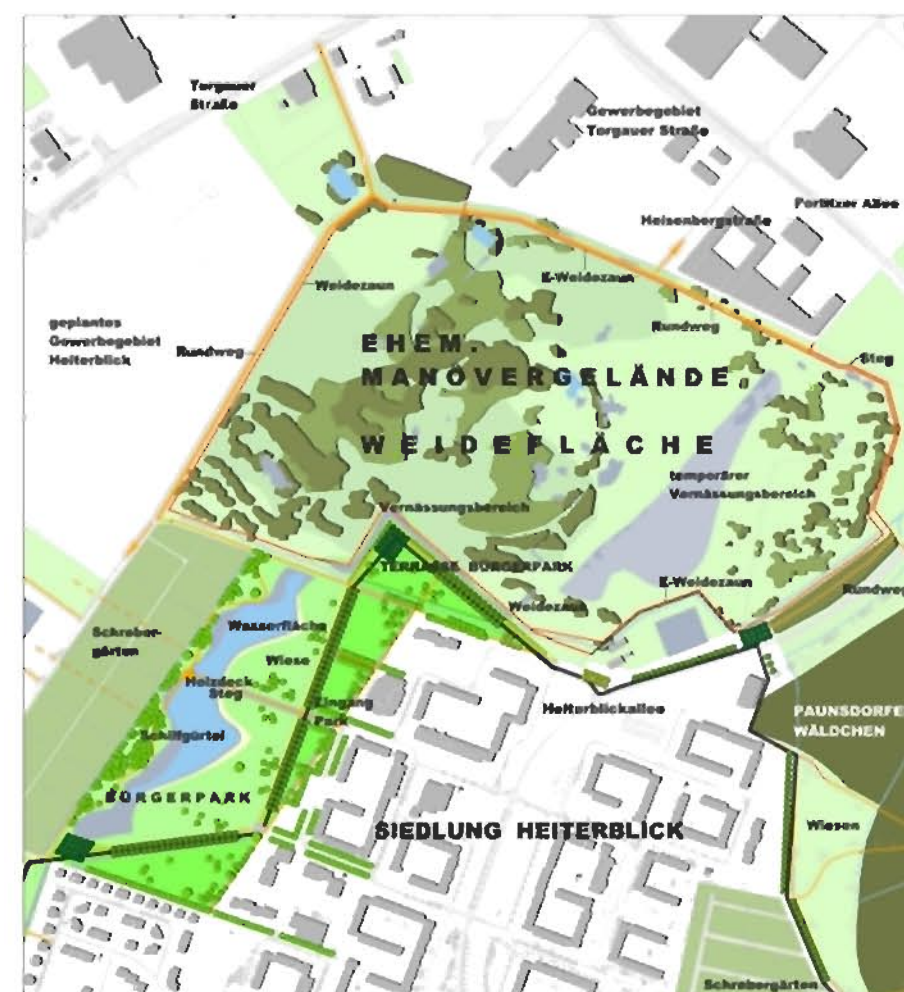 Torgauer
Straße
Gewerbegebiet
Torgauer Straße
Portitzer Allee
Heisenbergstraße
E-Weidezaun
Weidezaun
Rundweg
geplantes
Gewerbegebiet
Heiterblick
Rundweg
Steg
EHEM.
MANÖVERGELÄNDE
WEIDEFLÄCHE
temporärer
Vernässungsbereich
Vernässungsbereich
TERRASSE BÜRGERPARK
E-Weidezaun
Rundweg
Weidezaun
Wasserfläche
Schreber-
gärten
Wiese
Holzdeck
Steg
Eingang
Park
Heiterblickallee
PAUNSDORFE
WÄLDCHEN
Schilfgürtel
BÜRGERPARK
SIEDLUNG HEITERBLICK
Wiesen
Schrebergärten